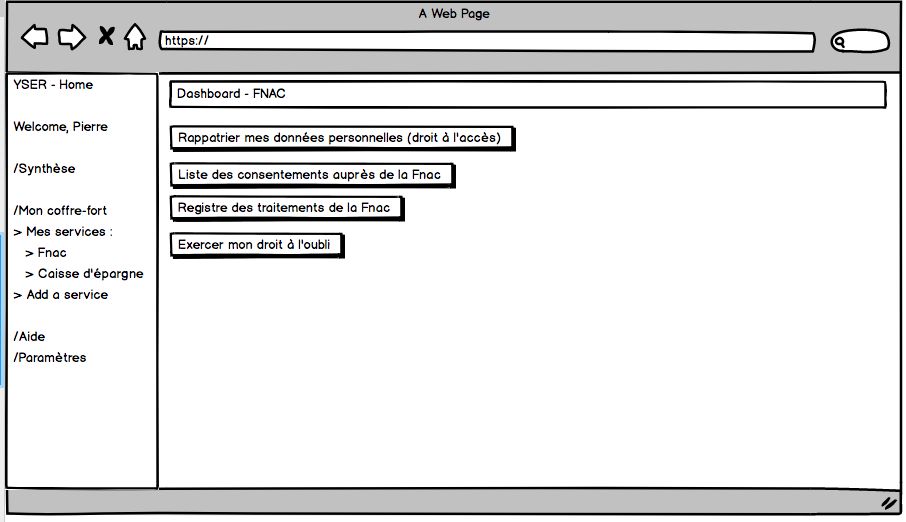 A Web Page
https://
YSER - Home
Welcome, Pierre
/Synthèse
/Mon coffre-fort
> Mes services :
> Fnac
> Caisse d'épargne
> Add a service
/Aide
/Paramètres
Dashboard - FNAC
Rappatrier mes données personnelles (droit à l'accès)
Liste des consentements auprès de la Fnac
Registre des traitements de la Fnac
Exercer mon droit à l'oubli